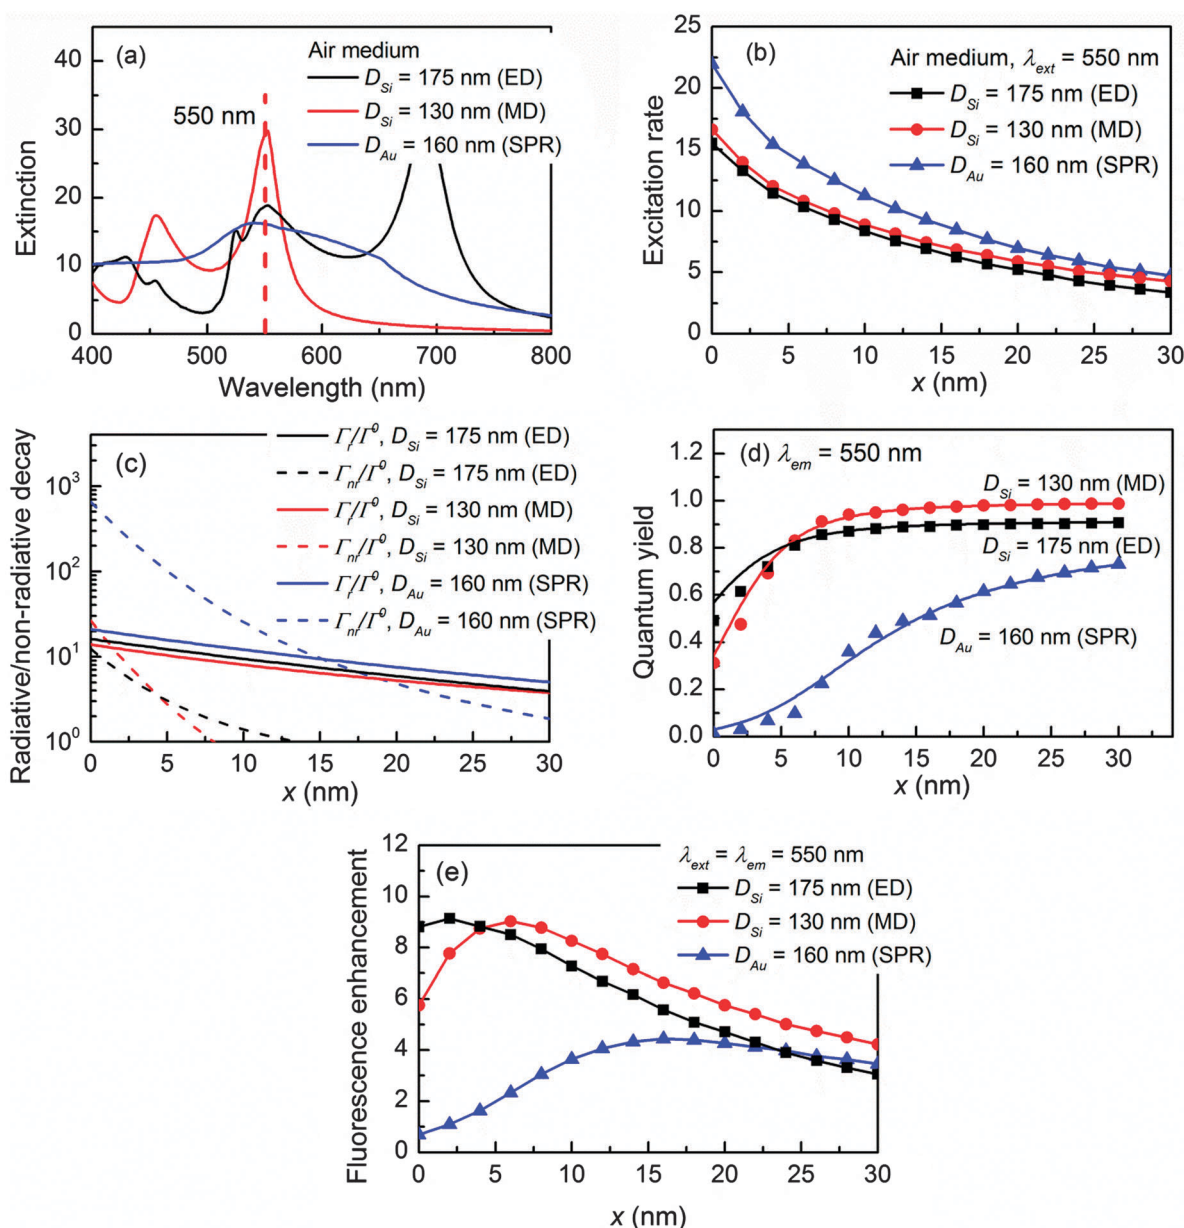 (a)
Air medium
D_Si = 175 nm (ED)
D_Si = 130 nm (MD)
D_Au = 160 nm (SPR)
550 nm
Extinction
40
30
20
10
0
400 500 600 700 800
Wavelength (nm)
(b)
Air medium, λ_ext = 550 nm
D_Si = 175 nm (ED)
D_Si = 130 nm (MD)
D_Au = 160 nm (SPR)
Excitation rate
25
20
15
10
5
0
0 5 10 15 20 25 30
x (nm)
(c)
Γ_r/Γ^0, D_Si = 175 nm (ED)
Γ_nr/Γ^0, D_Si = 175 nm (ED)
Γ_r/Γ^0, D_Si = 130 nm (MD)
Γ_nr/Γ^0, D_Si = 130 nm (MD)
Γ_r/Γ^0, D_Au = 160 nm (SPR)
Γ_nr/Γ^0, D_Au = 160 nm (SPR)
Radiative/non-radiative decay
10^3
10^2
10^1
10^0
0 5 10 15 20 25 30
x (nm)
(d) λ_em = 550 nm
D_Si = 130 nm (MD)
D_Si = 175 nm (ED)
D_Au = 160 nm (SPR)
Quantum yield
1.2
1.0
0.8
0.6
0.4
0.2
0.0
0 5 10 15 20 25 30
x (nm)
(e)
λ_ext = λ_em = 550 nm
D_Si = 175 nm (ED)
D_Si = 130 nm (MD)
D_Au = 160 nm (SPR)
Fluorescence enhancement
12
10
8
6
4
2
0
0 5 10 15 20 25 30
x (nm)